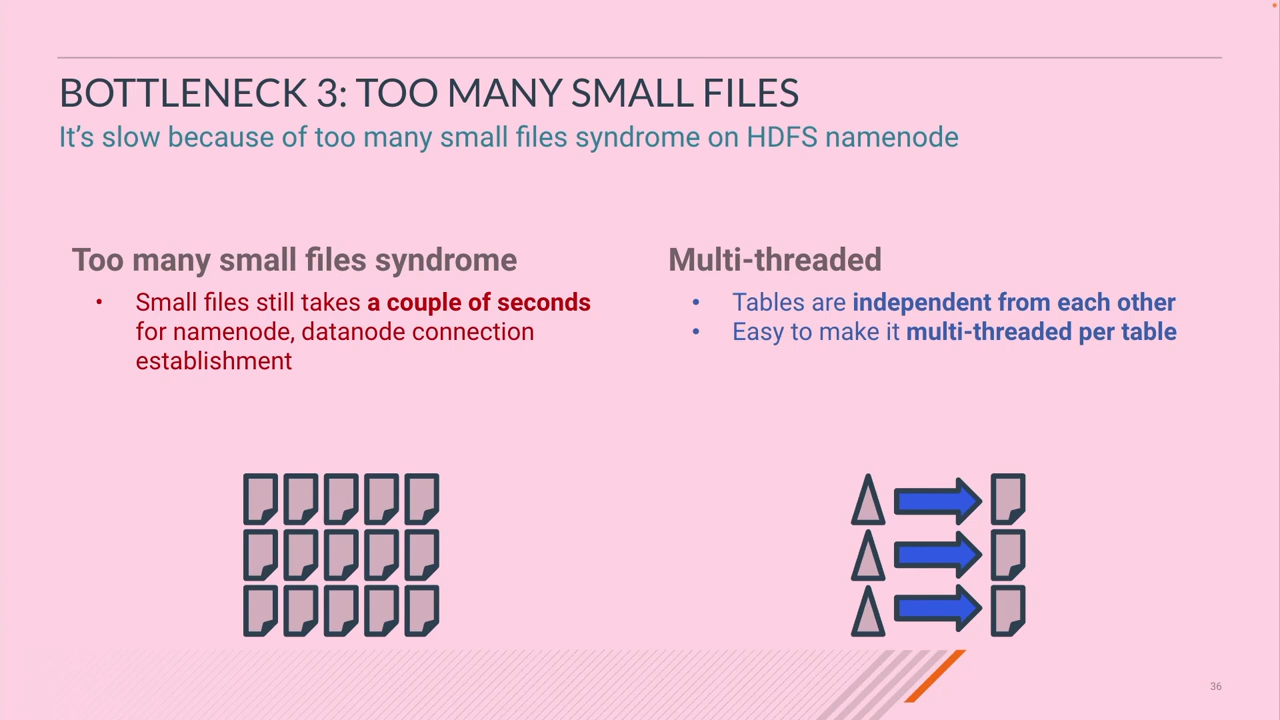 BOTTLENECK 3: TOO MANY SMALL FILES
It's slow because of too many small files syndrome on HDFS namenode
Too many small files syndrome
• Small files still takes a couple of seconds
for namenode, datanode connection
establishment
Multi-threaded
• Tables are independent from each other
• Easy to make it multi-threaded per table
36